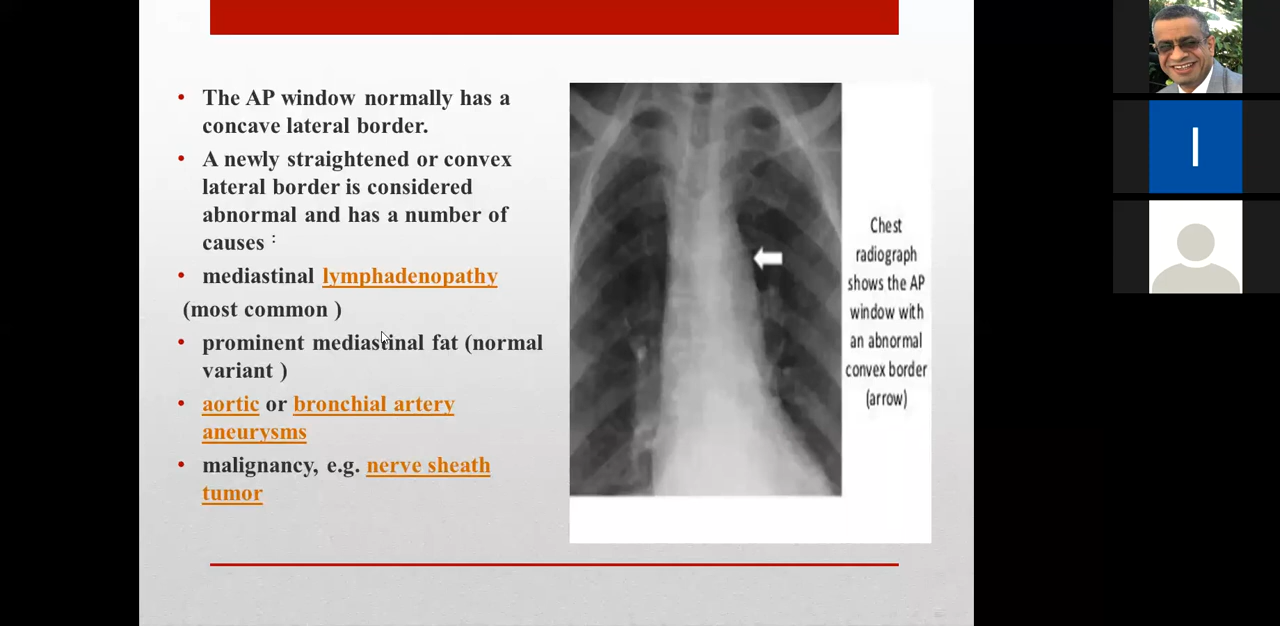 • The AP window normally has a
concave lateral border.
• A newly straightened or convex
lateral border is considered
abnormal and has a number of
causes :
• mediastinal lymphadenopathy
(most common )
• prominent mediastinal fat (normal
variant )
• aortic or bronchial artery
aneurysms
• malignancy, e.g. nerve sheath
tumor
Chest
radiograph
shows the AP
window with
an abnormal
convex border
(arrow)
I